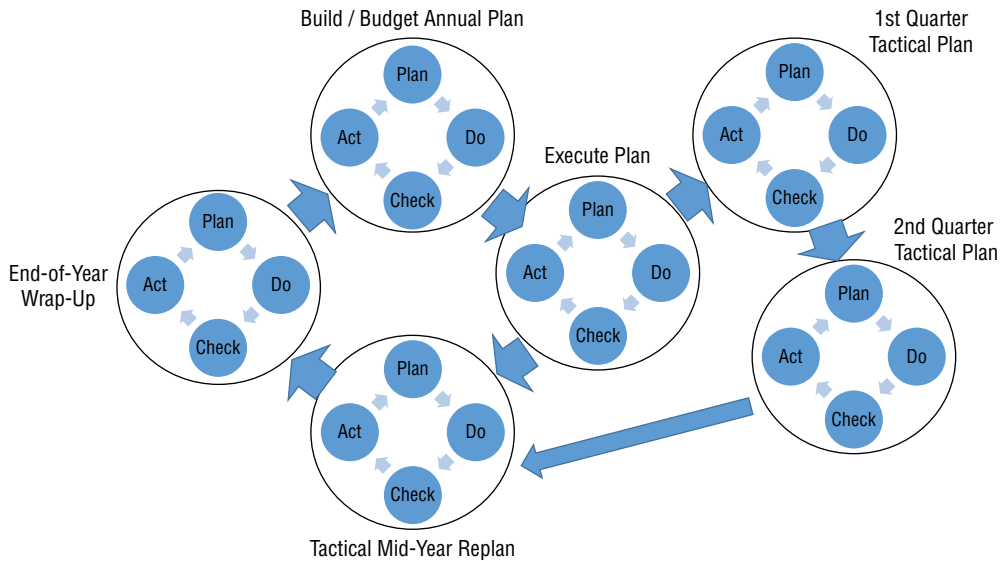 Build / Budget Annual Plan
Plan
Act
Do
Check
1st Quarter
Tactical Plan
Plan
Act
Do
Check
Execute Plan
Plan
Act
Do
Check
End-of-Year
Wrap-Up
Plan
Act
Do
Check
2nd Quarter
Tactical Plan
Plan
Act
Do
Check
Plan
Act
Do
Check
Tactical Mid-Year Replan